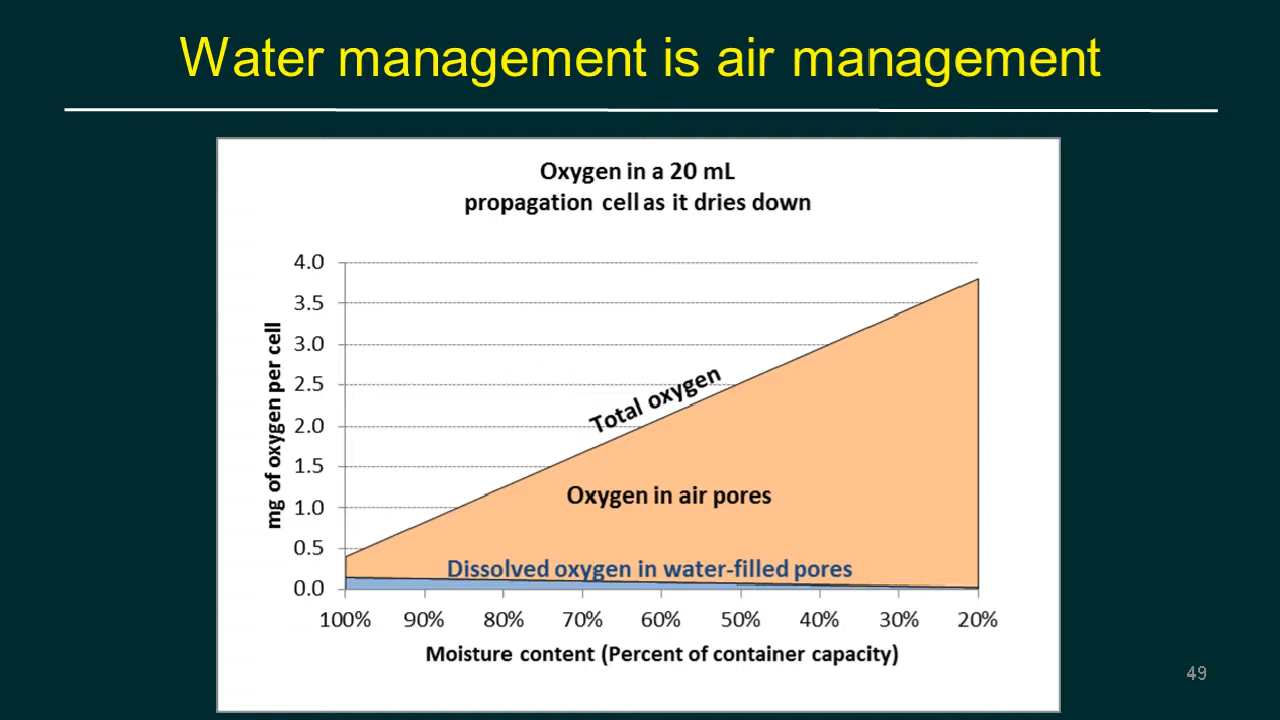 Water management is air management
Oxygen in a 20 mL
propagation cell as it dries down
mg of oxygen per cell
4.0
3.5
3.0
2.5
2.0
1.5
1.0
0.5
0.0
Total oxygen
Oxygen in air pores
Dissolved oxygen in water-filled pores
100% 90% 80% 70% 60% 50% 40% 30% 20%
Moisture content (Percent of container capacity)
49